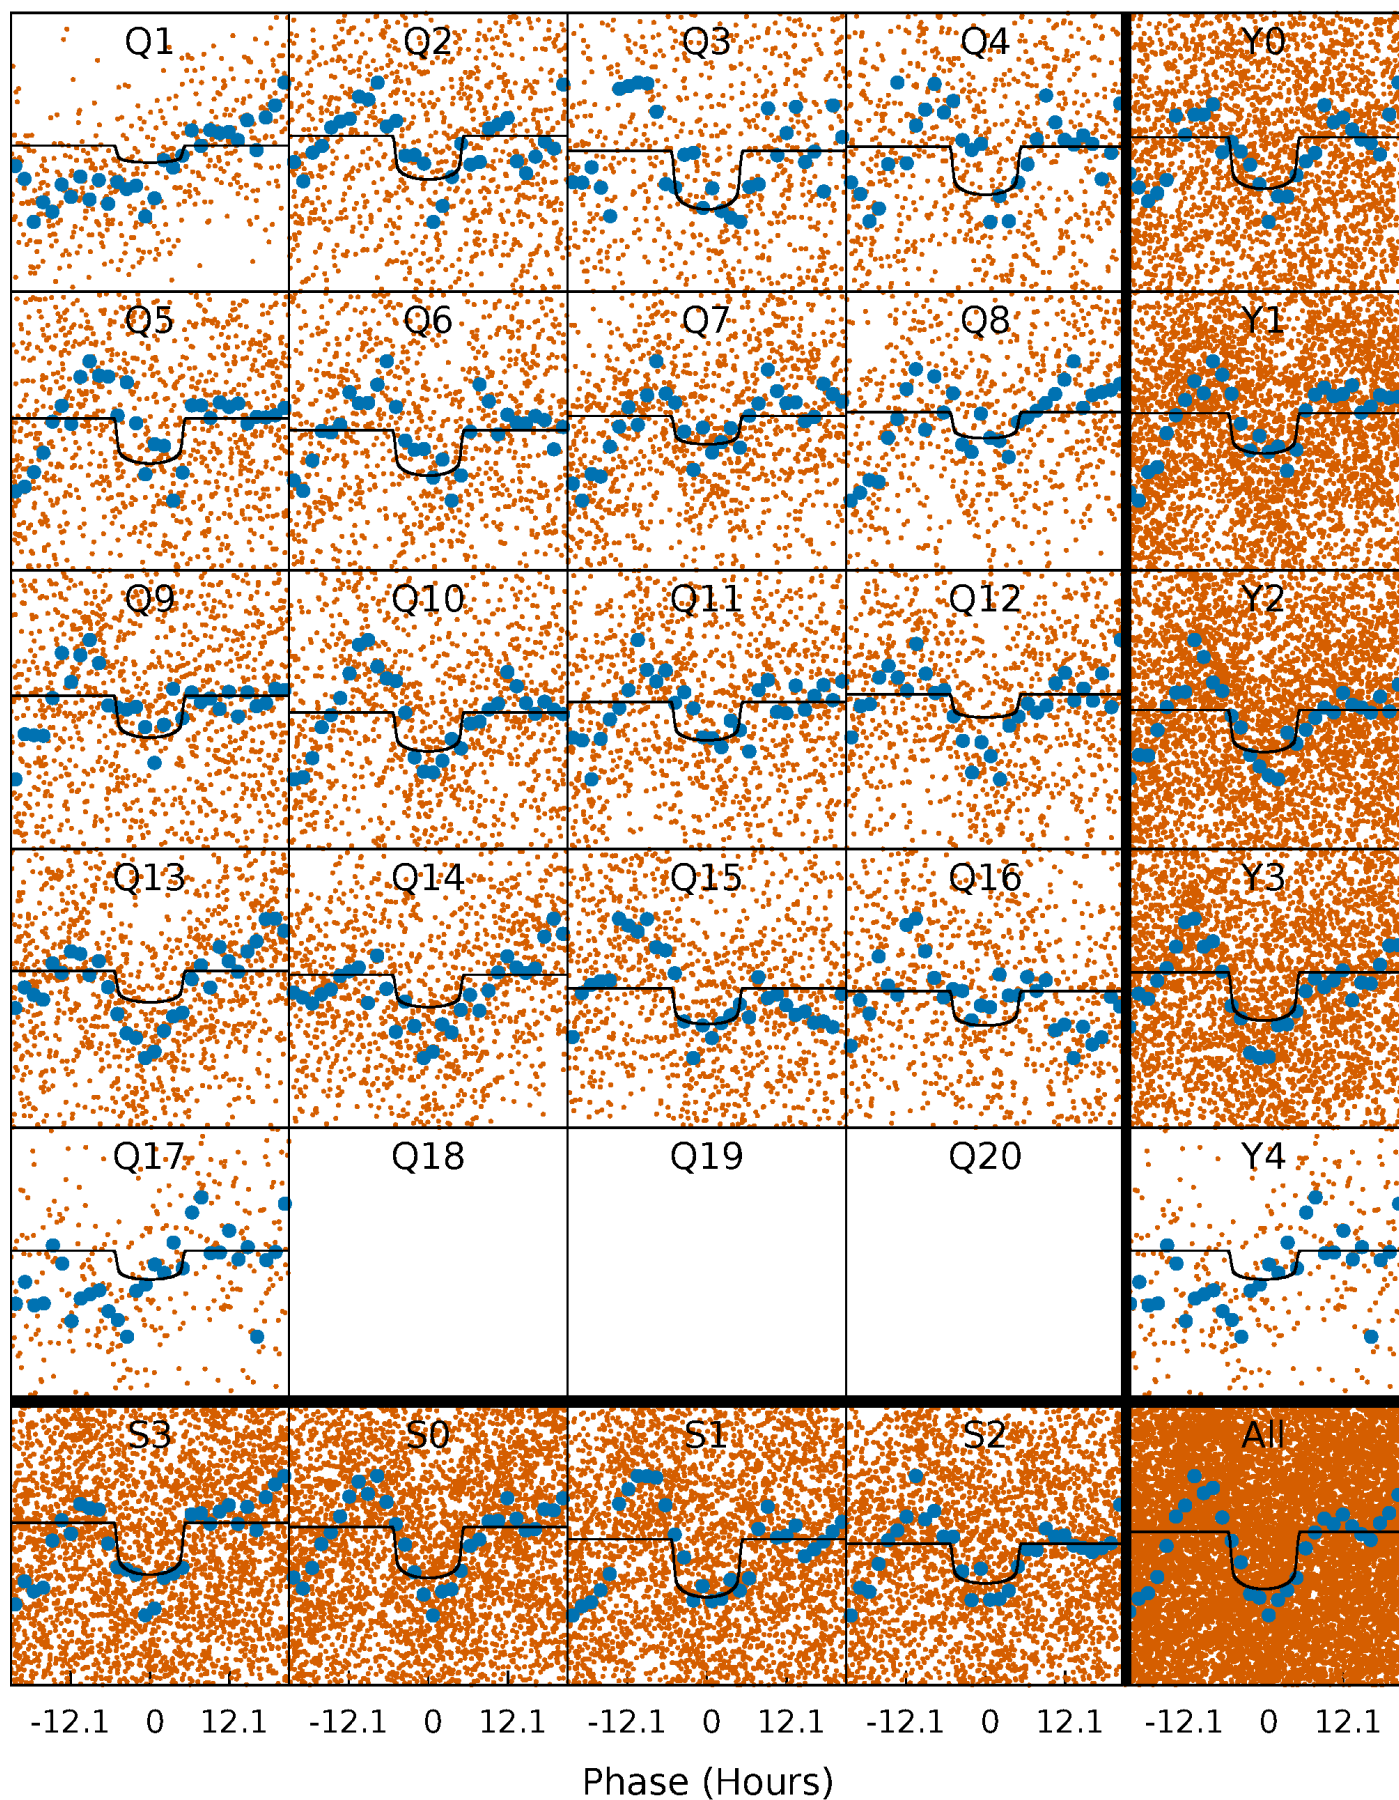 Q1 Q2 Q3 Q4 Y0
Q5 Q6 Q7 Q8 Y1
Q9 Q10 Q11 Q12 Y2
Q13 Q14 Q15 Q16 Y3
Q17 Q18 Q19 Q20 Y4
S3 S0 S1 S2 All
-12.1 0 12.1 -12.1 0 12.1 -12.1 0 12.1 -12.1 0 12.1 -12.1 0 12.1
Phase (Hours)